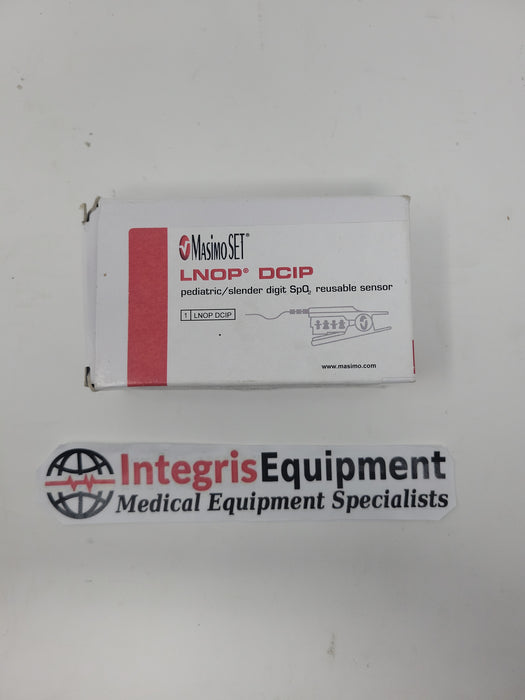 MASIMO SET®
LNOP® DCIP
pediatric/slender digit SpO₂ reusable sensor
1 LNOP DCIP
www.masimo.com
IntegrisEquipment
Medical Equipment Specialists